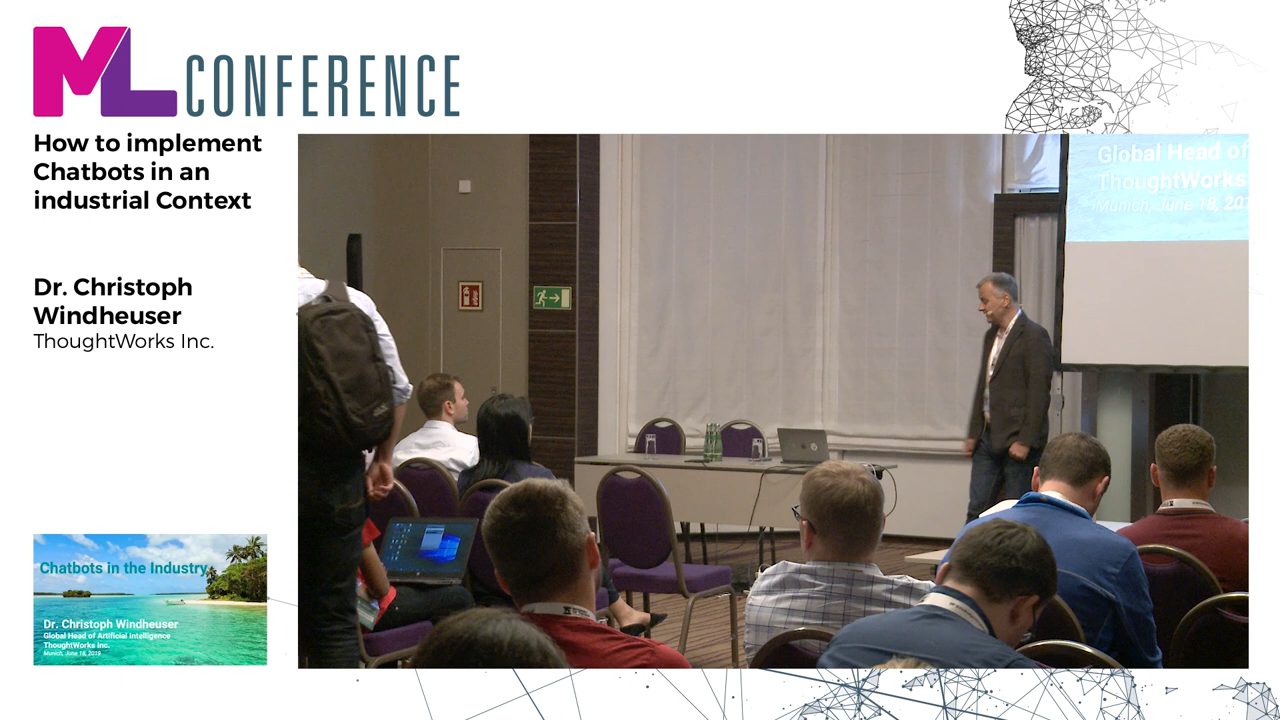 ML CONFERENCE
How to implement
Chatbots in an
industrial Context
Dr. Christoph
Windheuser
ThoughtWorks Inc.
Global Head of
ThoughtWorks
Munich, June 18, 201
Chatbots in the Industry
Dr. Christoph Windheuser
Global Head of Artificial Intelligence
ThoughtWorks Inc.
Munich, June 18, 2019